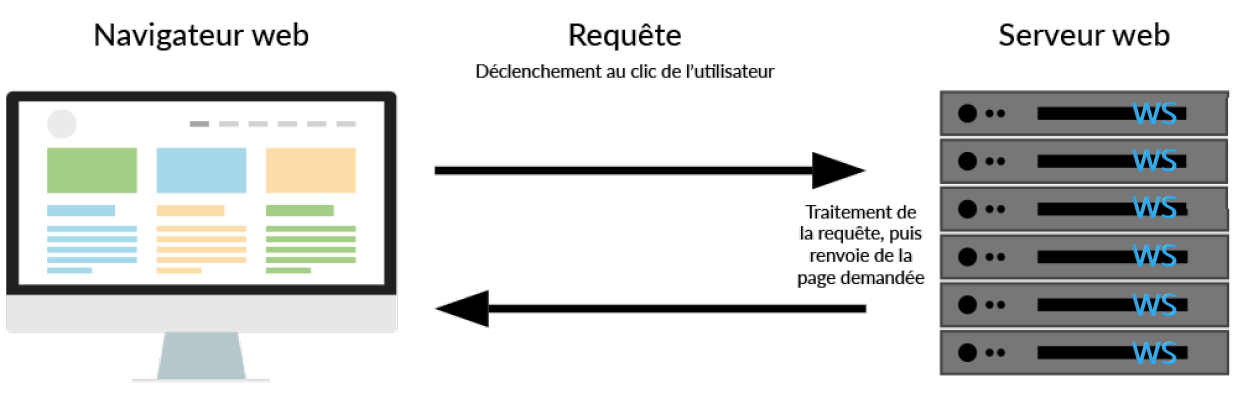 Navigateur web
Requête
Serveur web
Déclenchement au clic de l'utilisateur
WS
WS
Traitement de
la requête, puis
renvoie de la
page demandée
WS
WS
WS
WS